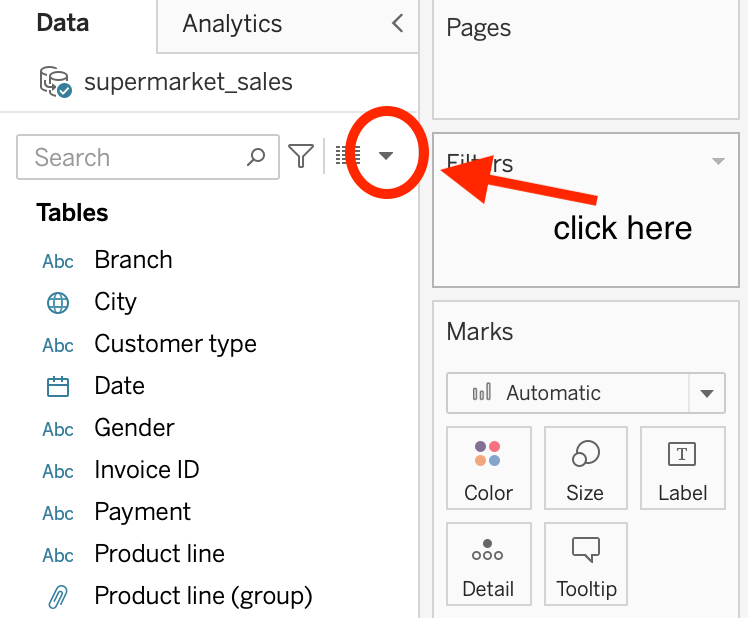 Data
Analytics
supermarket_sales
Search
Tables
Abc Branch
City
Abc Customer type
Date
Abc Gender
Abc Invoice ID
Abc Payment
Abc Product line
Product line (group)
Pages
Filters
click here
Marks
Automatic
Color
Size
T
Label
Detail
Tooltip